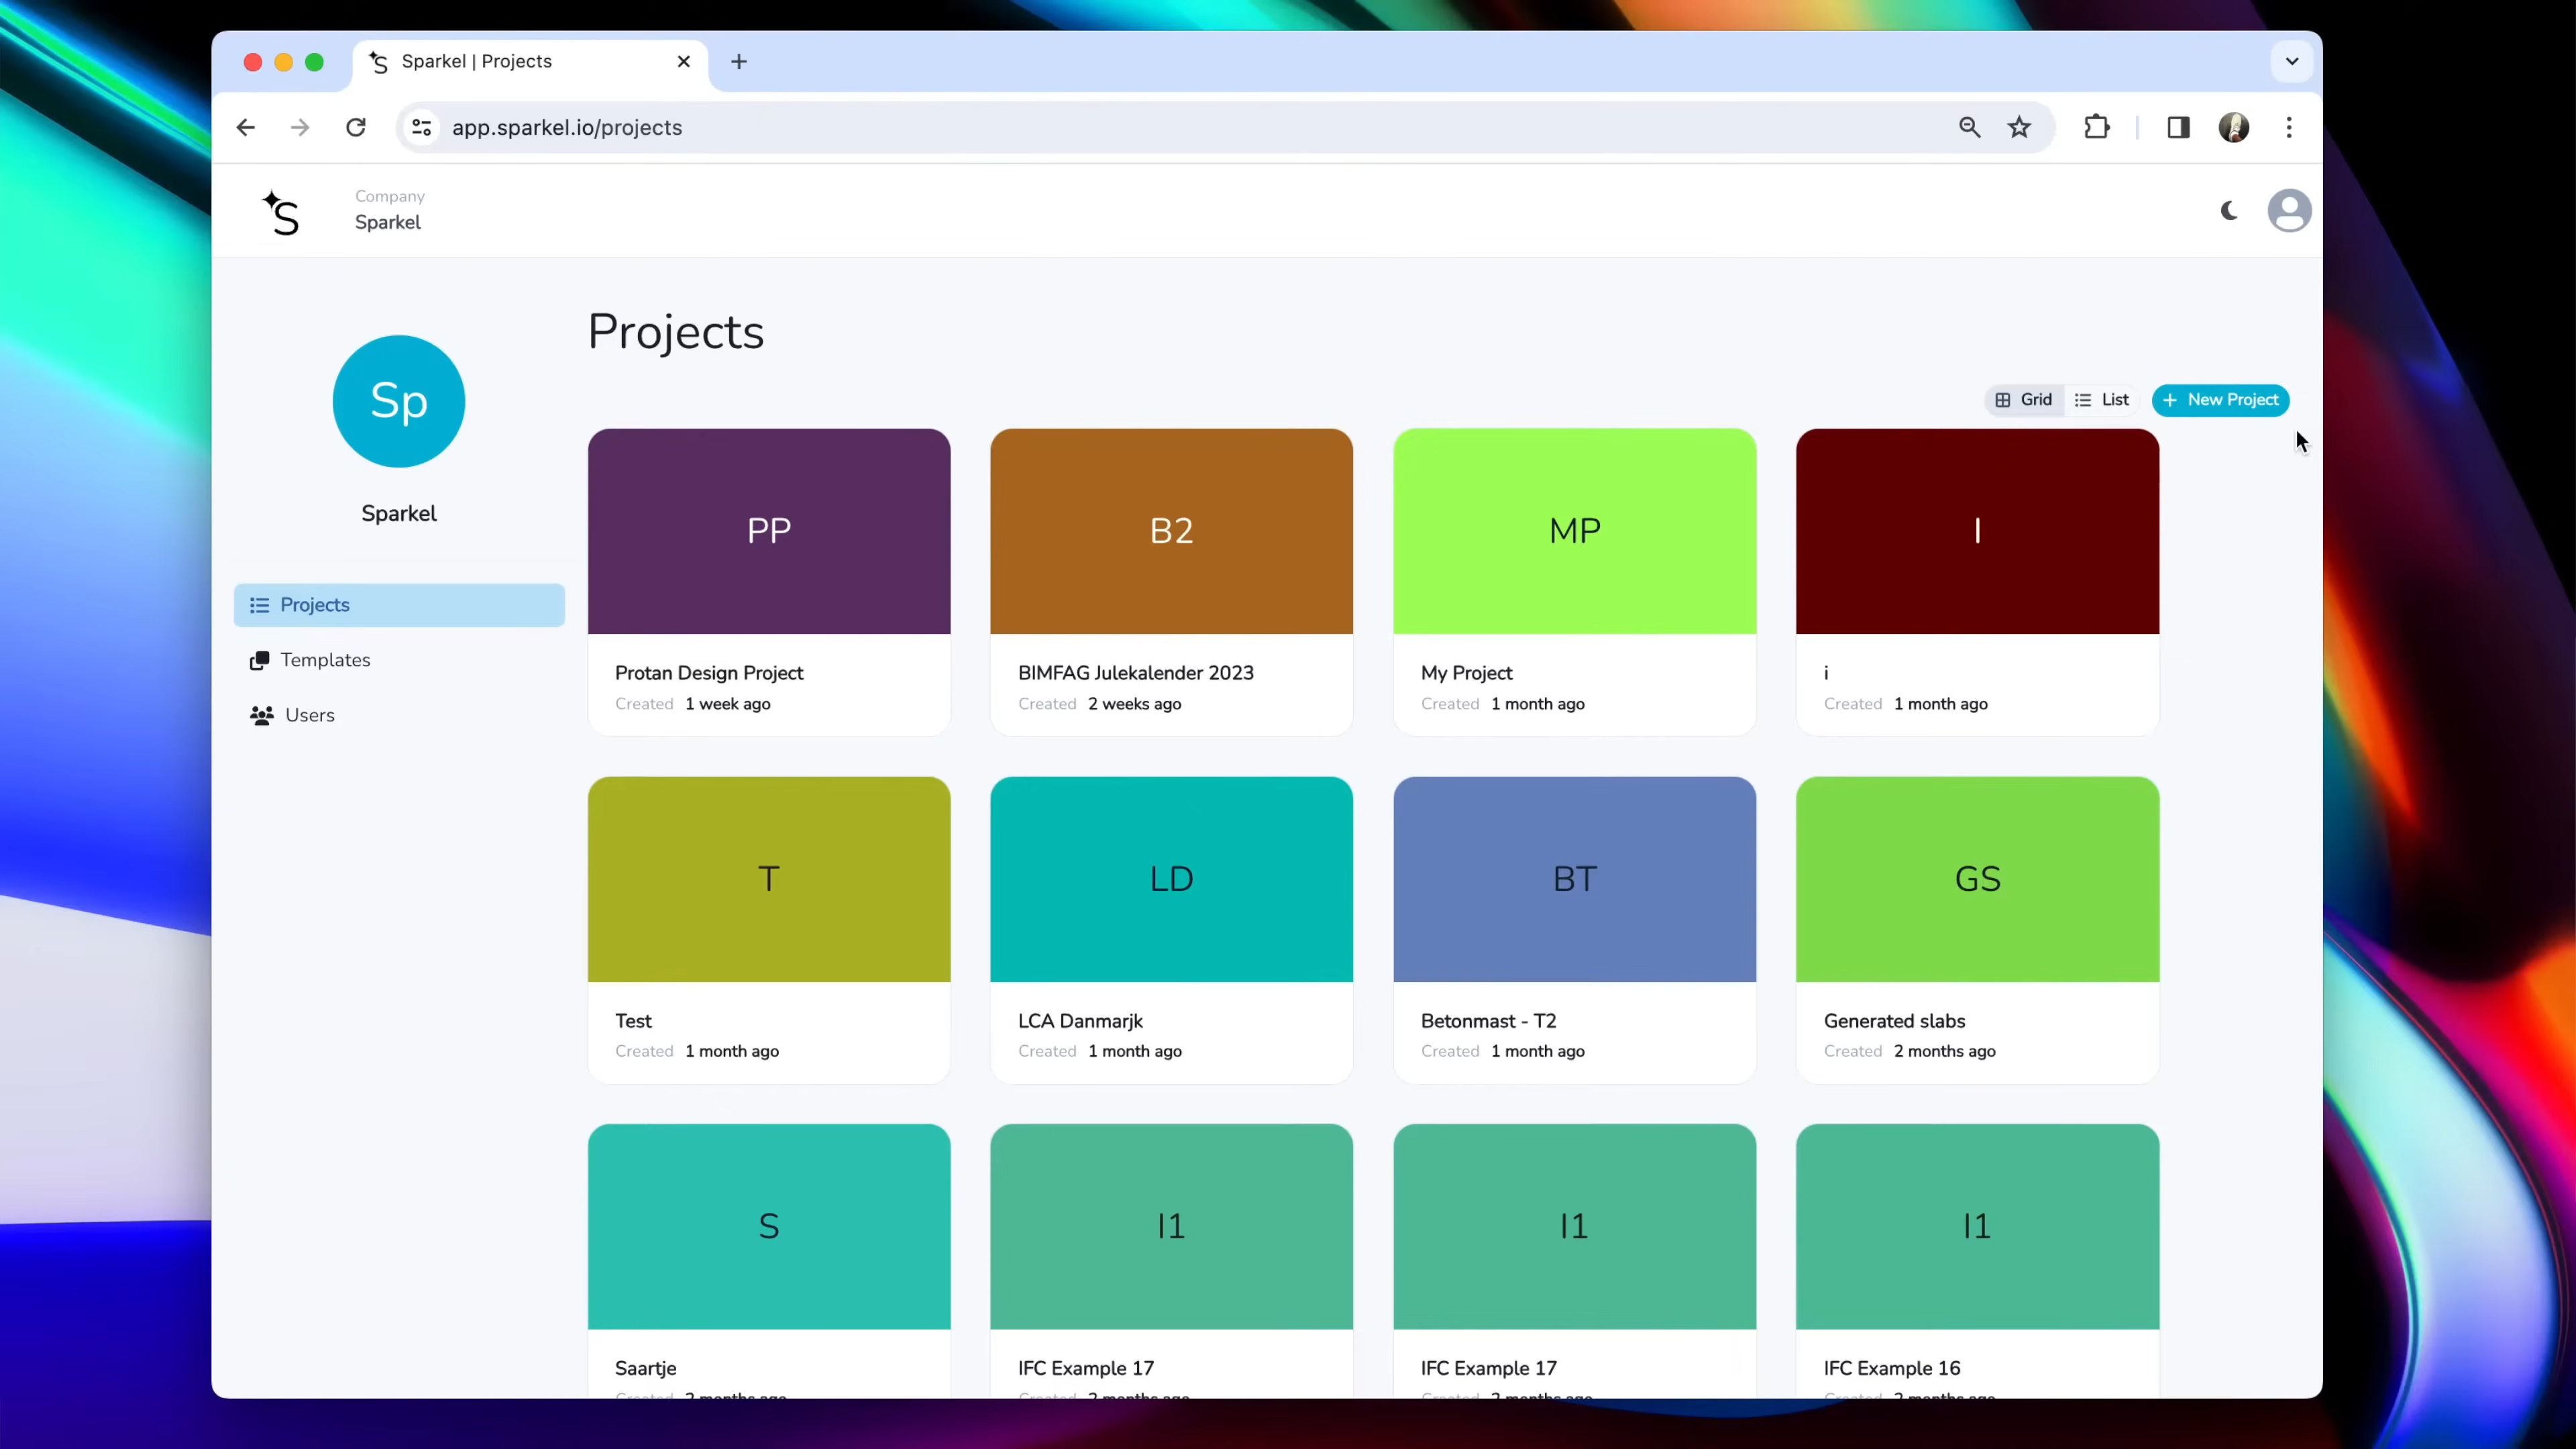 Sparkel | Projects
app.sparkel.io/projects
S
Company
Sparkel
Projects
Sp
Sparkel
Grid
List
New Project
Projects
Templates
Users
PP
B2
MP
I
Protan Design Project
BIMFAG Julekalender 2023
My Project
i
Created 1 week ago
Created 2 weeks ago
Created 1 month ago
Created 1 month ago
T
LD
BT
GS
Test
LCA Danmarjk
Betonmast - T2
Generated slabs
Created 1 month ago
Created 1 month ago
Created 1 month ago
Created 2 months ago
S
I1
I1
I1
Saartje
IFC Example 17
IFC Example 17
IFC Example 16